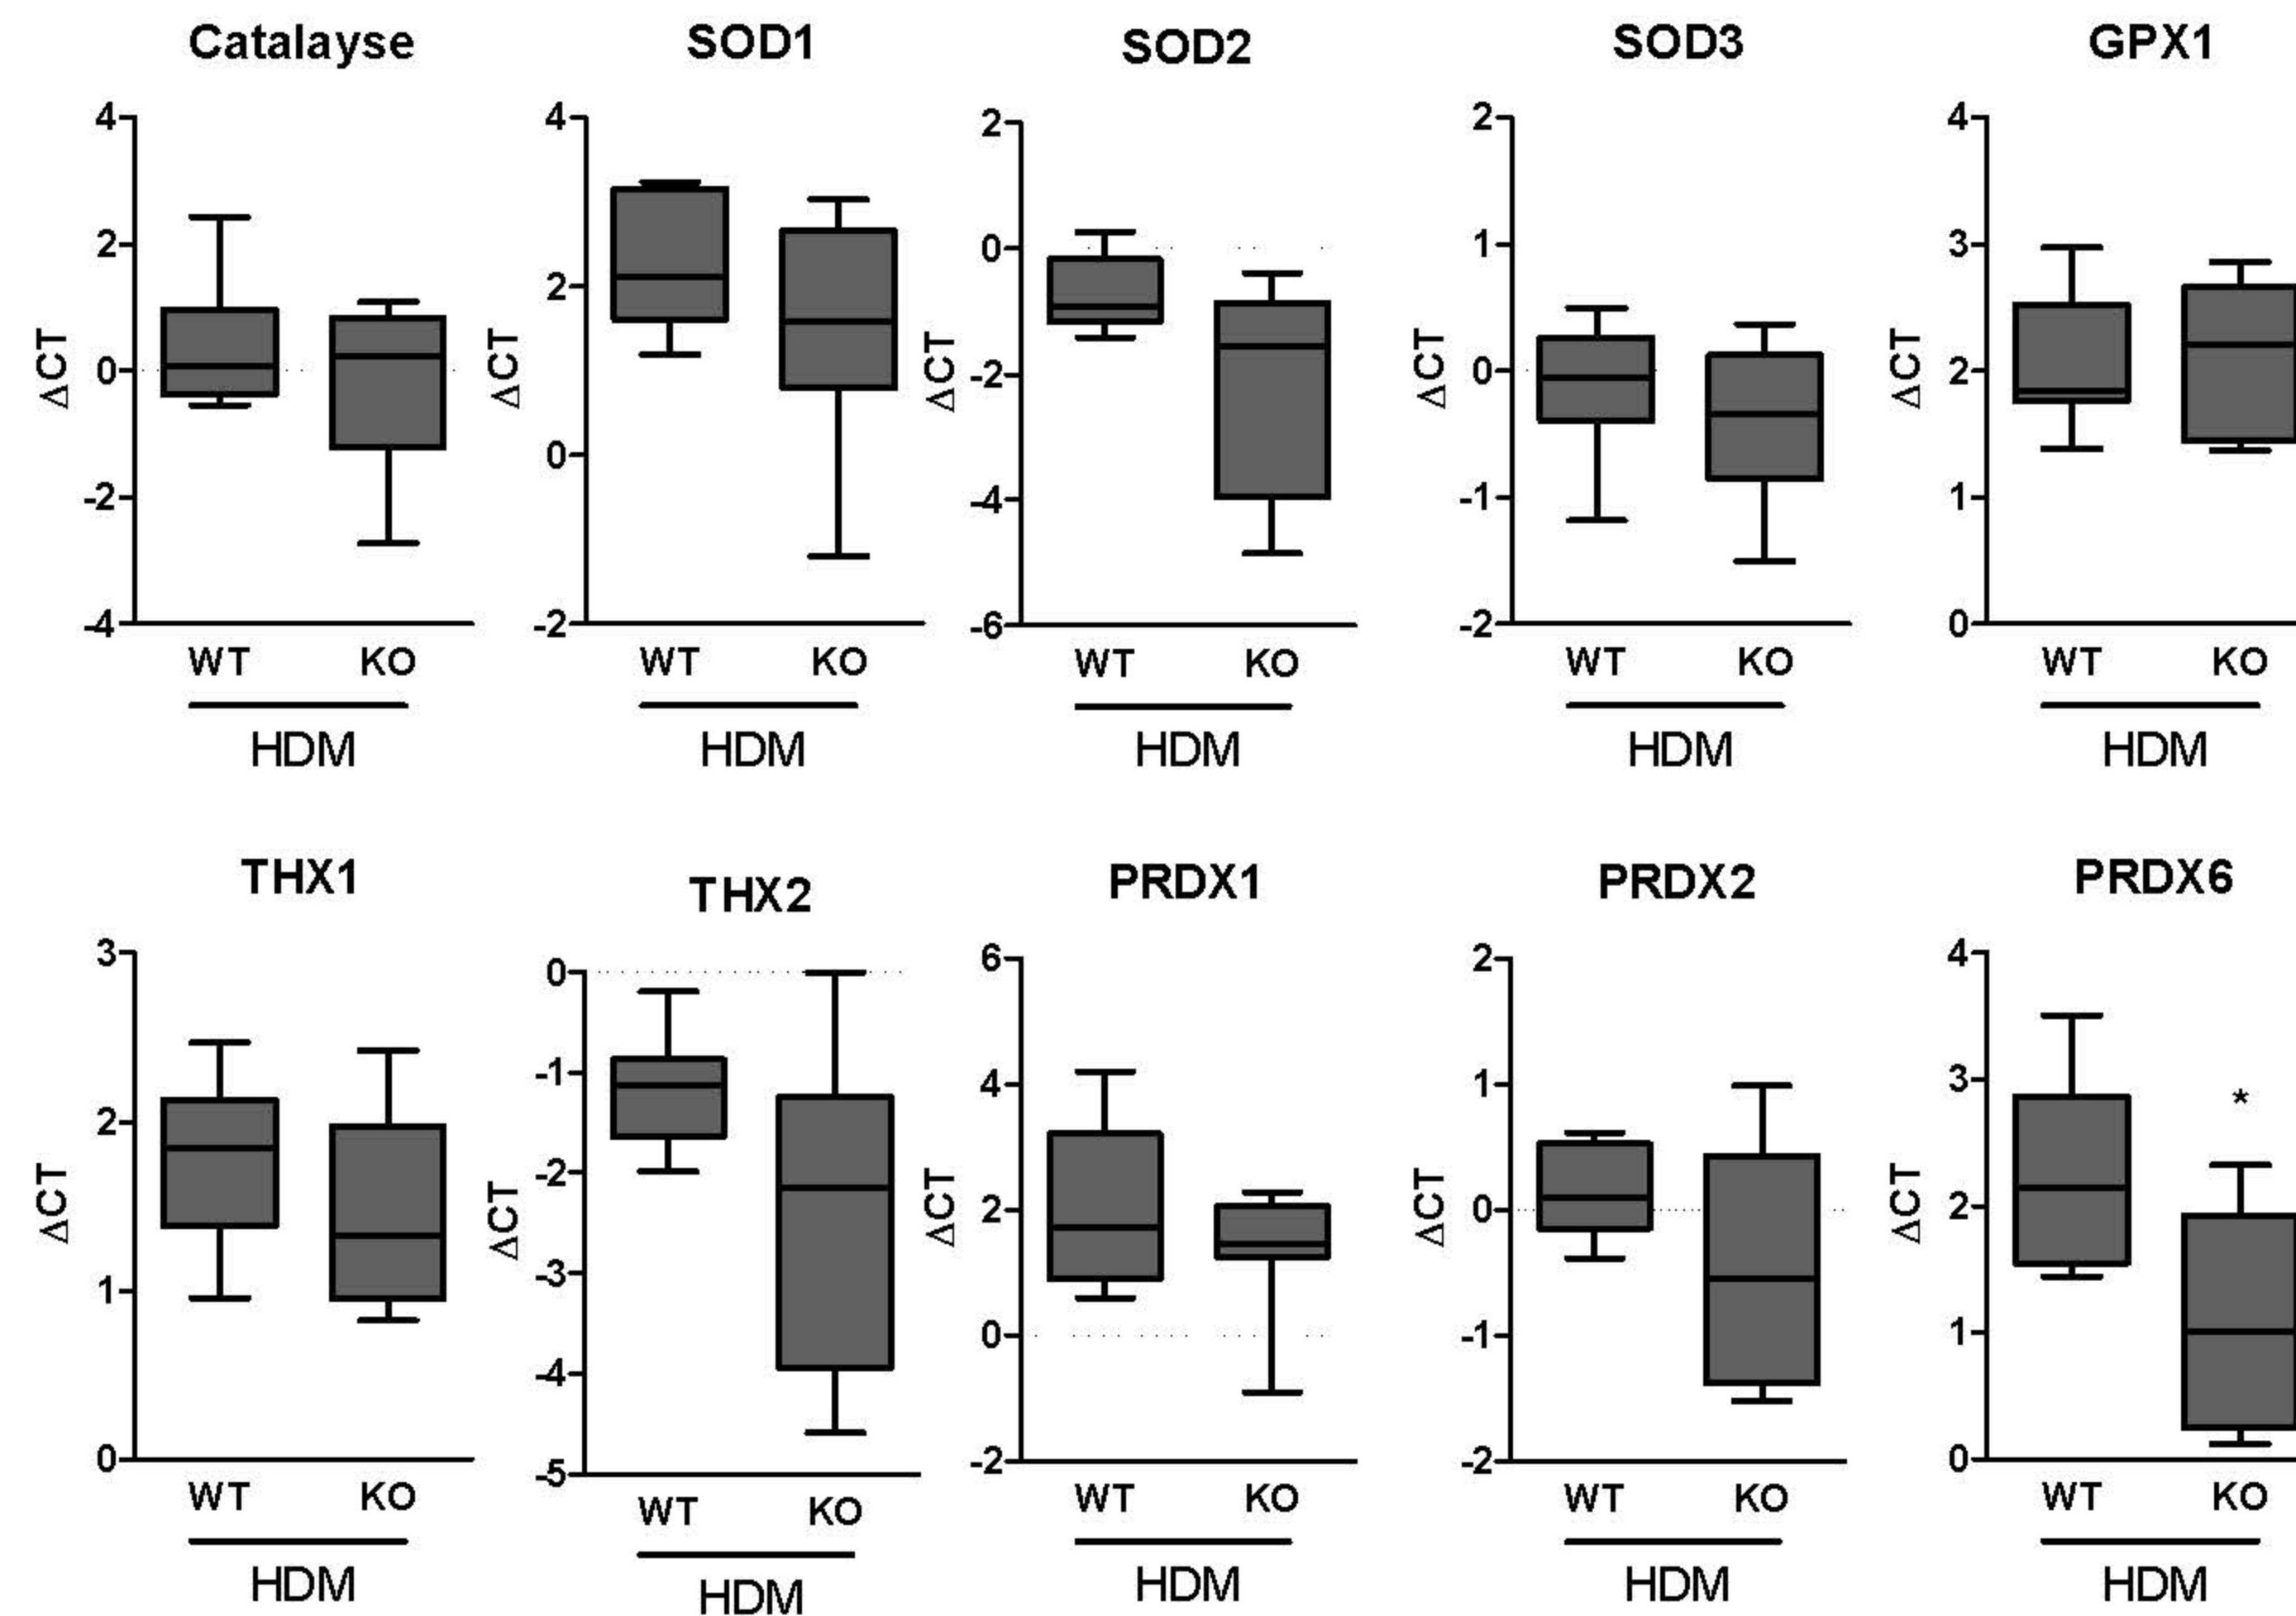 Catalayse
4
2
0
-2
-4
ΔCT
WT KO
HDM
SOD1
4
2
0
-2
ΔCT
WT KO
HDM
SOD2
2
0
-2
-4
-6
ΔCT
WT KO
HDM
SOD3
2
1
0
-1
-2
ΔCT
WT KO
HDM
GPX1
4
3
2
1
0
ΔCT
WT KO
HDM
THX1
3
2
1
0
ΔCT
WT KO
HDM
THX2
0
-1
-2
-3
-4
-5
ΔCT
WT KO
HDM
PRDX1
6
4
2
0
-2
ΔCT
WT KO
HDM
PRDX2
2
1
0
-1
-2
ΔCT
WT KO
HDM
PRDX6
4
3
2
1
0
ΔCT
*
WT KO
HDM